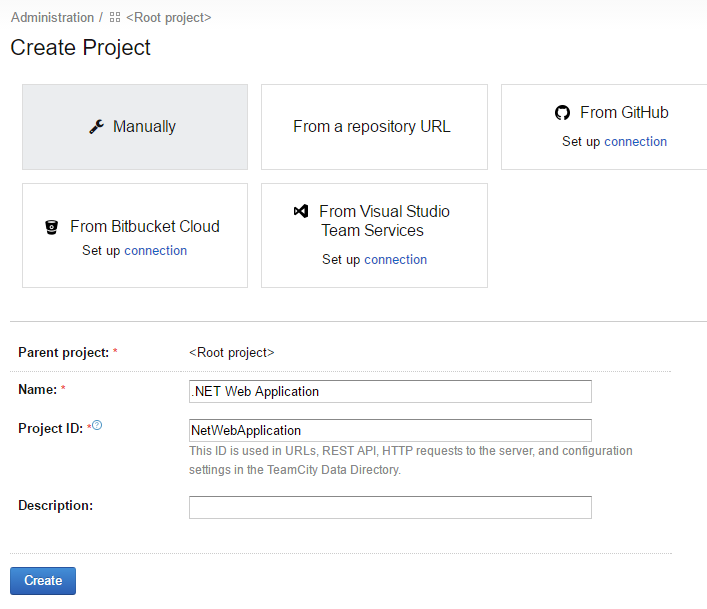 Administration / <Root project>
Create Project
Manually
From a repository URL
From GitHub
Set up connection
From Bitbucket Cloud
Set up connection
From Visual Studio
Team Services
Set up connection
Parent project: * <Root project>
Name: * .NET Web Application
Project ID: * ? NetWebApplication
This ID is used in URLs, REST API, HTTP requests to the server, and configuration
settings in the TeamCity Data Directory.
Description:
Create